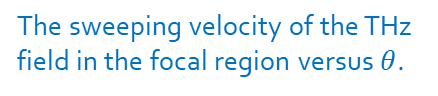 The sweeping velocity of the THz
field in the focal region versus θ.